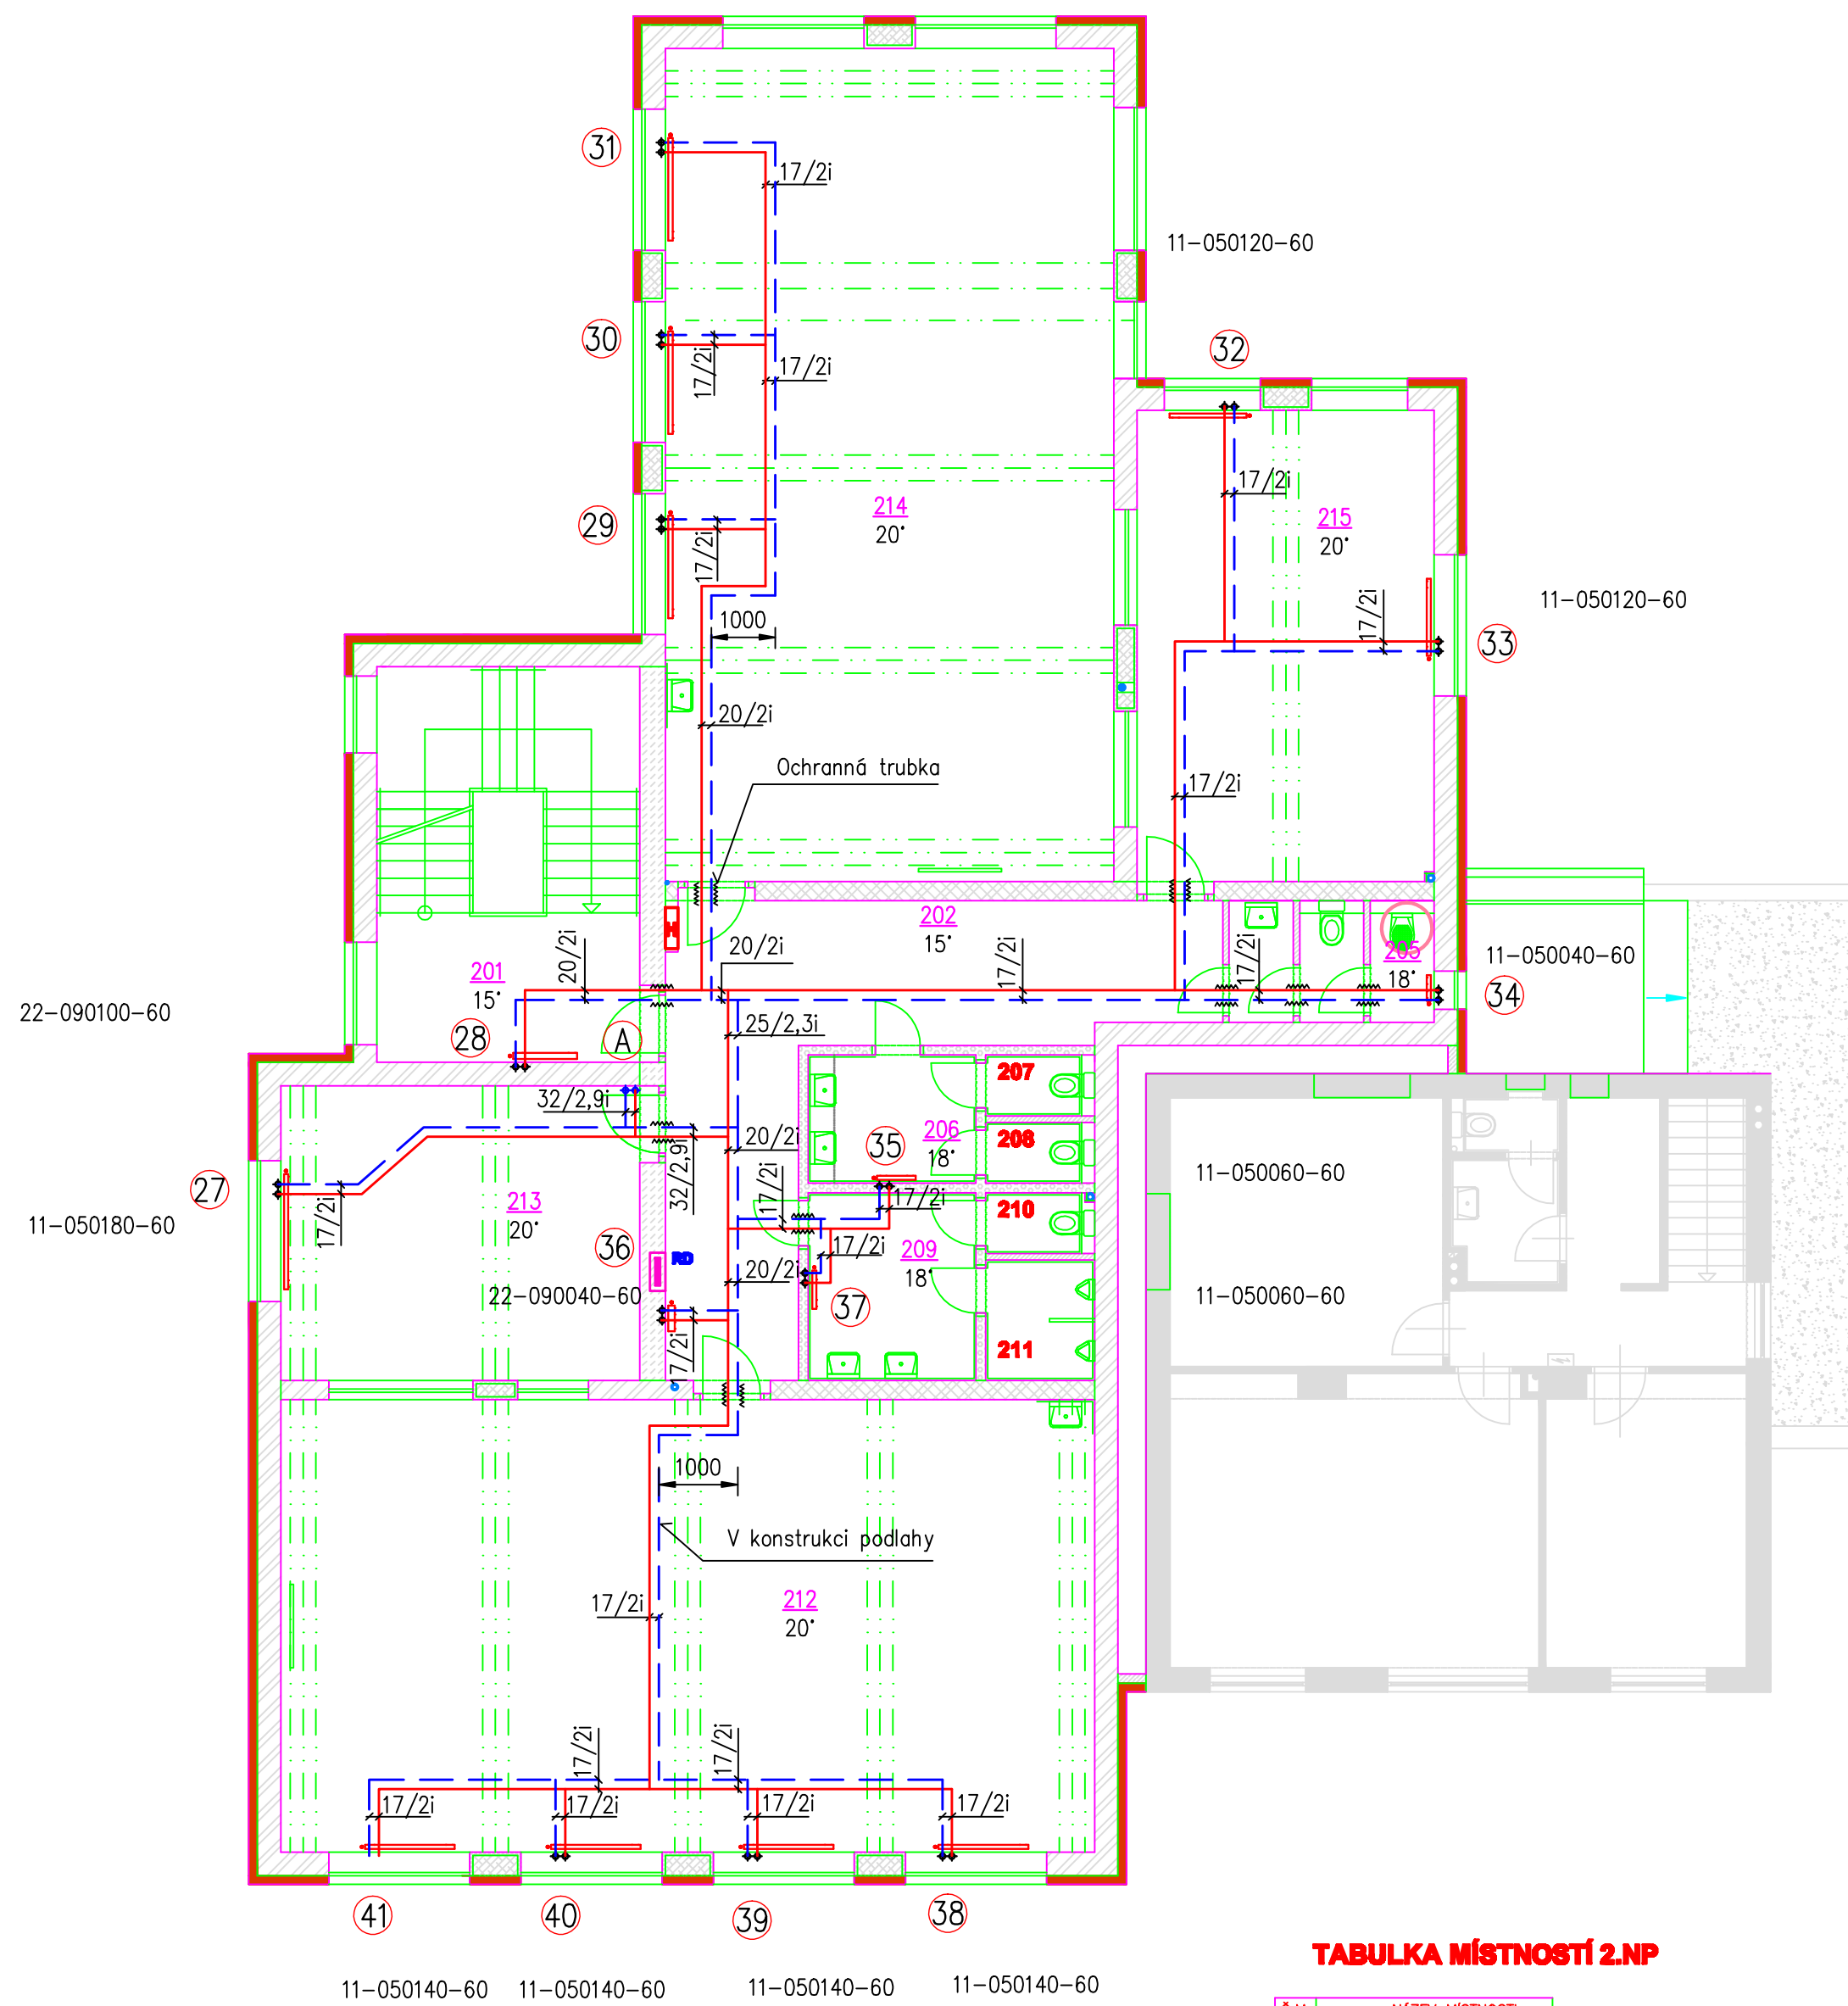 31
17/2i
11-050120-60
30
17/2i
17/2i
32
29
17/2i
214
20°
17/2i
215
20°
11-050120-60
17/2i
33
1000
20/2i
Ochranná trubka
17/2i
202
15°
20/2i
20/2i
17/2i
17/2i
205
18°
11-050040-60
201
15°
34
22-090100-60
28
A
25/2,3i
207
32/2,9i
20/2i
35
206
18°
208
11-050060-60
27
32/2,9i
17/2i
17/2i
213
20°
17/2i
11-050180-60
36
RD
17/2i
209
18°
210
20/2i
22-090040-60
37
11-050060-60
17/2i
211
1000
V konstrukci podlahy
17/2i
212
20°
17/2i
17/2i
17/2i
17/2i
17/2i
17/2i
41
40
39
38
TABULKA MÍSTNOSTÍ 2.NP
11-050140-60
11-050140-60
11-050140-60
11-050140-60